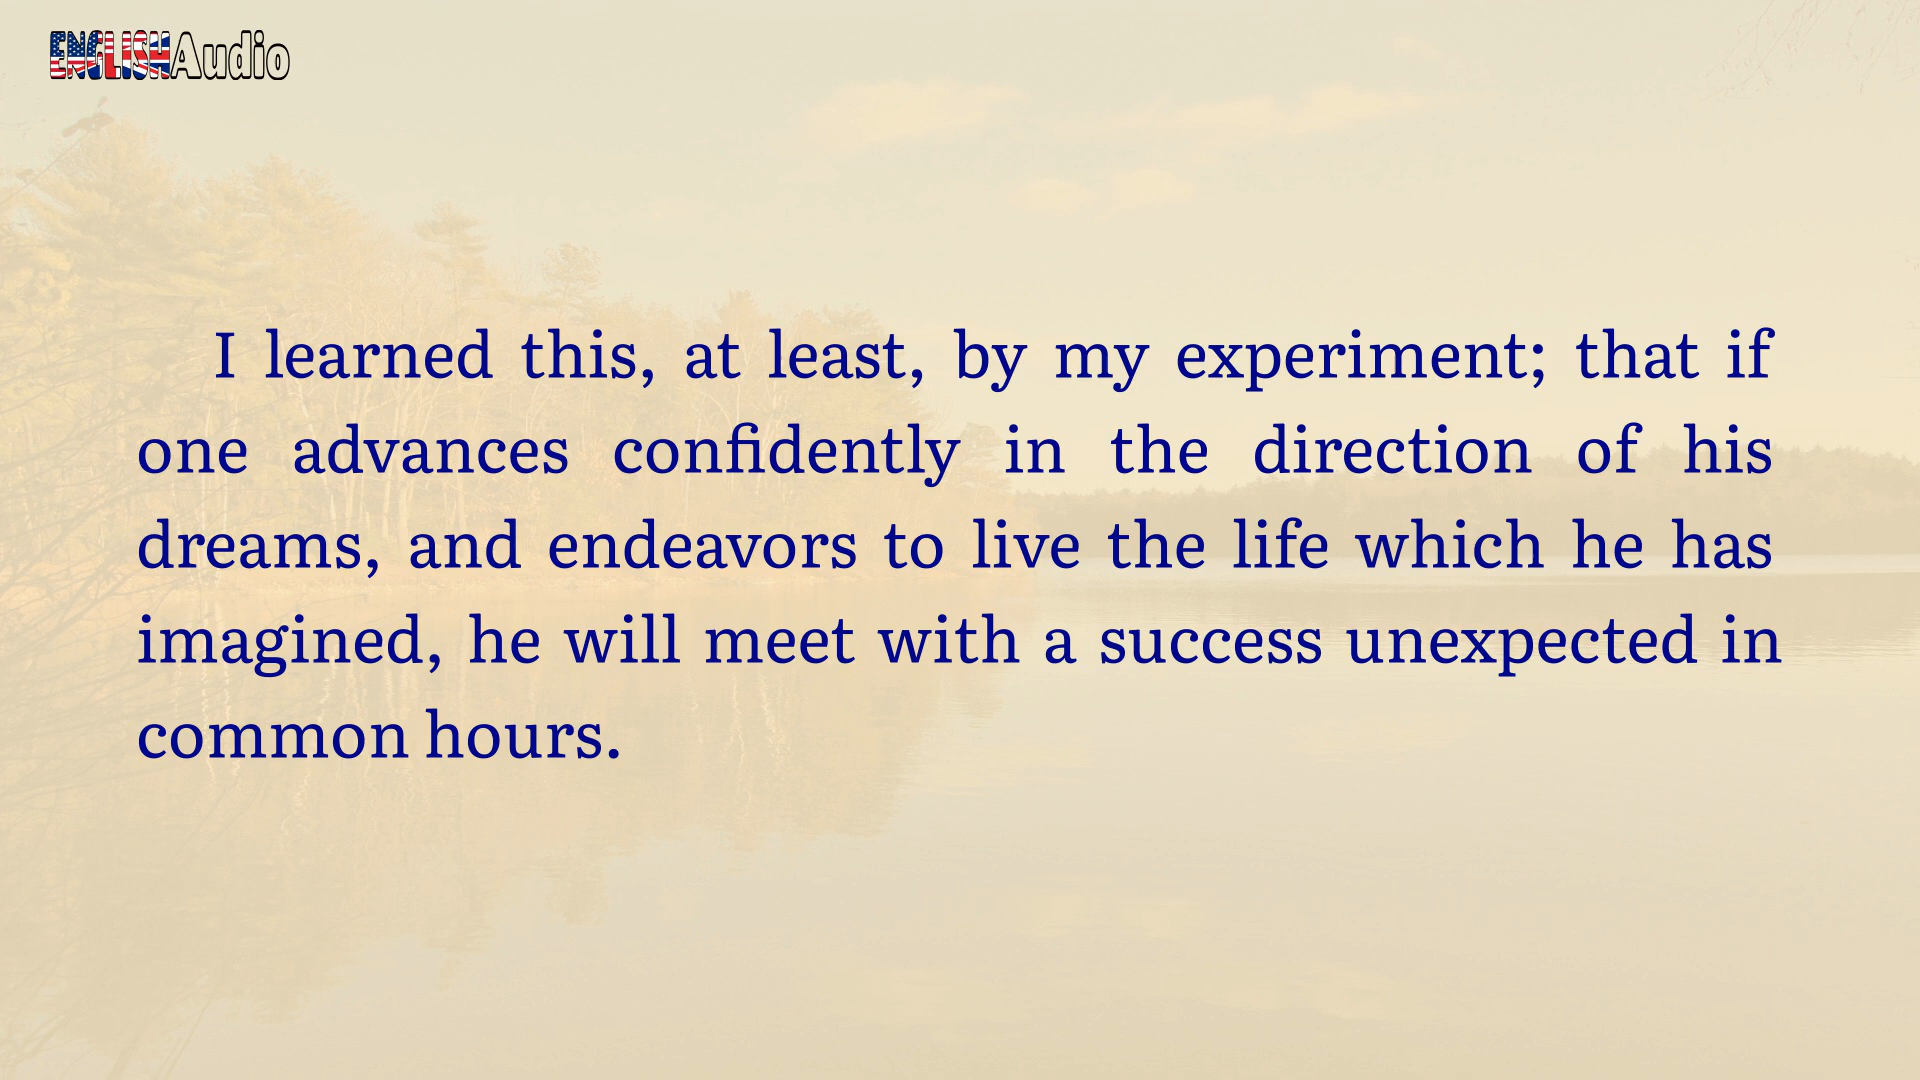 ENGLISHAudio
I learned this, at least, by my experiment; that if
one advances confidently in the direction of his
dreams, and endeavors to live the life which he has
imagined, he will meet with a success unexpected in
common hours.